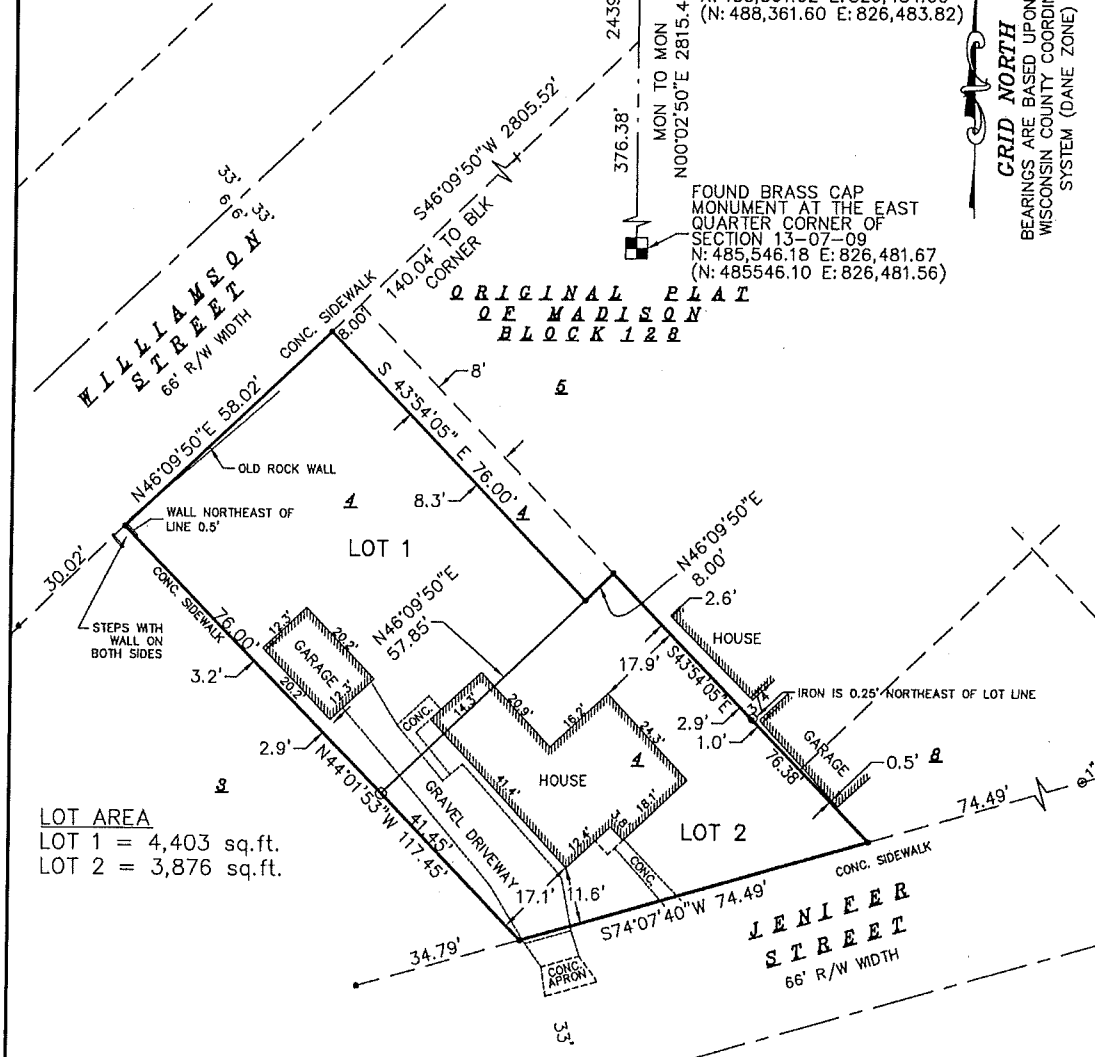 2439
MON TO MON
N00°02'50"E 2815.4
376.38'
(N: 488,361.60 E: 826,483.82)
GRID NORTH
BEARINGS ARE BASED UPON
WISCONSIN COUNTY COORDIN
SYSTEM (DANE ZONE)
FOUND BRASS CAP
MONUMENT AT THE EAST
QUARTER CORNER OF
SECTION 13-07-09
N: 485,546.18 E: 826,481.67
(N: 485546.10 E: 826,481.56)
S46°09'50"W 2805.52'
140.04' TO BLK
CORNER
33'
66'
33'
WILLIAMSON
STREET
66' R/W WIDTH
CONC. SIDEWALK
8.00'
ORIGINAL PLAT
OF MADISON
BLOCK 128
8'
5
N46°09'50"E 58.02'
OLD ROCK WALL
S 43°54'05" E 76.00'
8.3'
4
4
WALL NORTHEAST OF
LINE 0.5'
LOT 1
30.02'
STEPS WITH
WALL ON
BOTH SIDES
CONC. SIDEWALK
76.00'
N46°09'50"E
57.85'
N46°09'50"E
8.00'
2.6'
HOUSE
12.3'
20.2'
GARAGE
20.2'
12.3'
3.2'
2.9'
17.9'
S43°54'05"E
IRON IS 0.25' NORTHEAST OF LOT LINE
2.9'
1.0'
GARAGE
76.38'
0.5'
8
74.49'
1"
CONC.
14.3'
20.9'
16.2'
24.3'
HOUSE
4
41.4'
12.4'
3.8'
18.1'
LOT 2
CONC.
3
N44°01'53"W 117.45'
41.45'
GRAVEL DRIVEWAY
17.1'
11.6'
LOT AREA
LOT 1 = 4,403 sq.ft.
LOT 2 = 3,876 sq.ft.
S74°07'40"W 74.49'
CONC. SIDEWALK
JENIFER
STREET
66' R/W WIDTH
34.79'
CONC.
APRON
33'